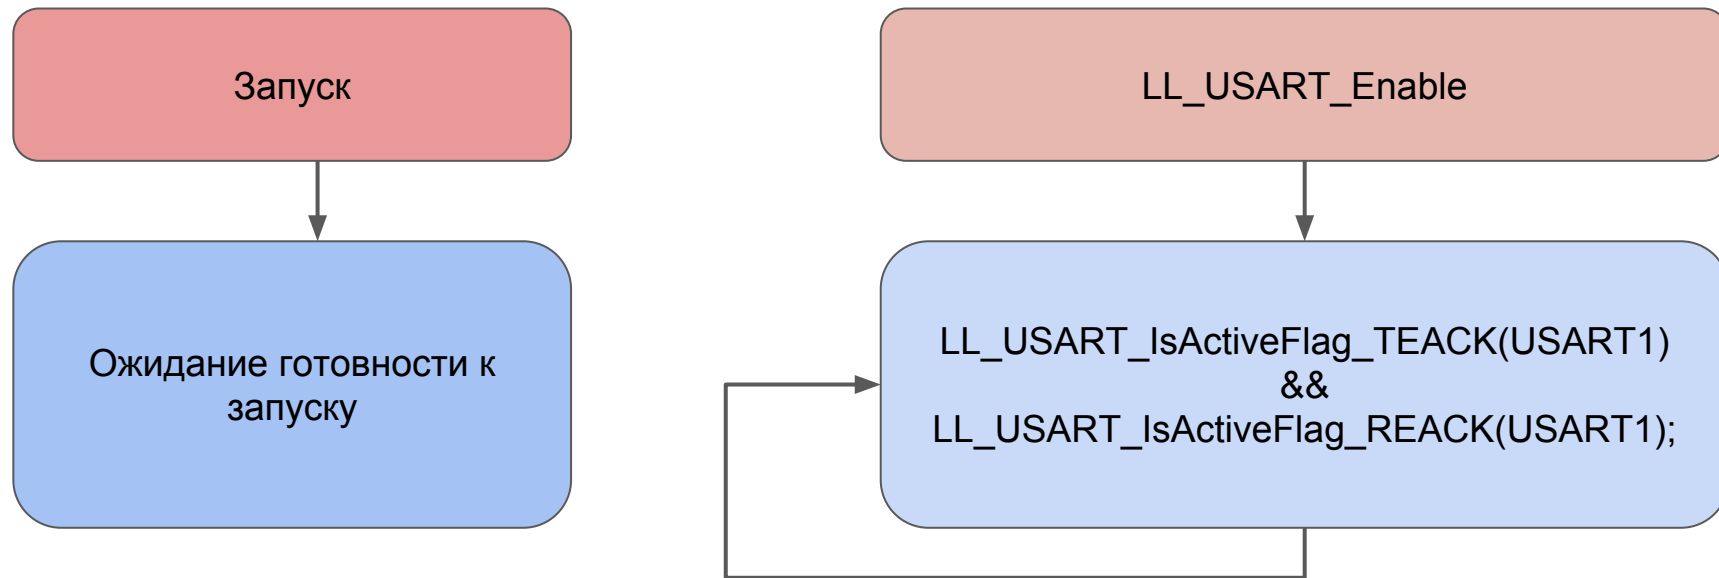 Запуск
LL_USART_Enable
Ожидание готовности к
запуску
LL_USART_IsActiveFlag_TEACK(USART1)
&&
LL_USART_IsActiveFlag_REACK(USART1);